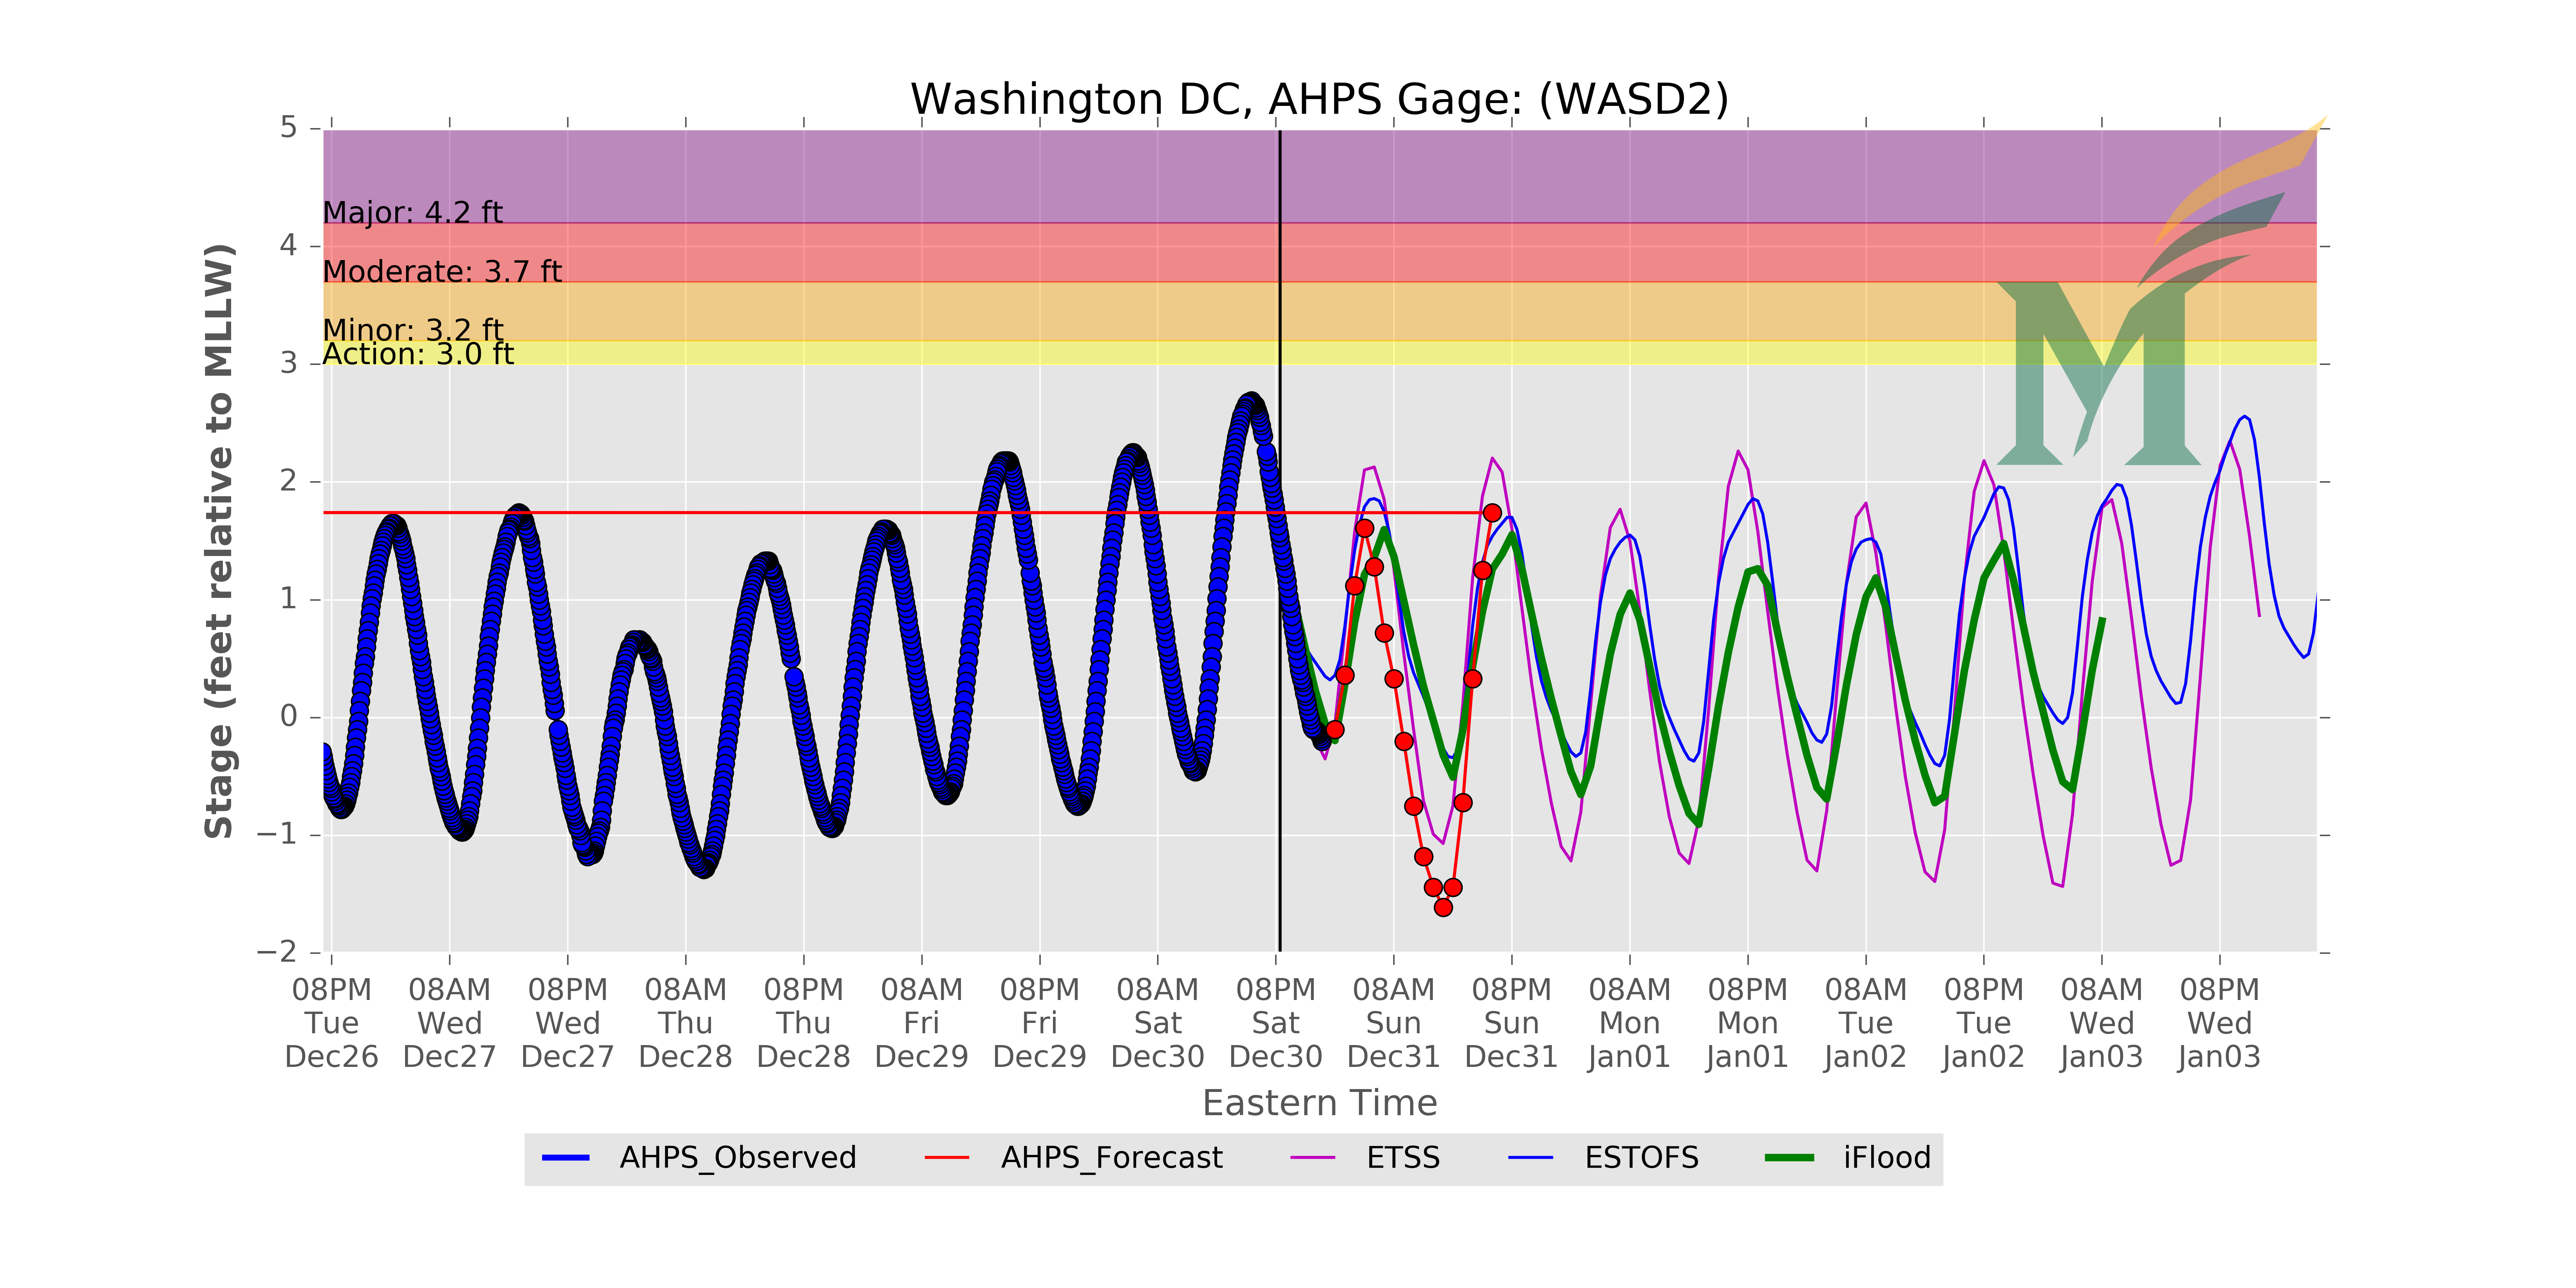 Washington DC, AHPS Gage: (WASD2)
Stage (feet relative to MLLW)
5
4
3
2
1
0
−1
−2
Major: 4.2 ft
Moderate: 3.7 ft
Minor: 3.2 ft
Action: 3.0 ft
M
08PM 08AM 08PM 08AM 08PM 08AM 08PM 08AM 08PM 08AM 08PM 08AM 08PM 08AM 08PM 08AM 08PM
Tue Wed Wed Thu Thu Fri Fri Sat Sat Sun Sun Mon Mon Tue Tue Wed Wed
Dec26 Dec27 Dec27 Dec28 Dec28 Dec29 Dec29 Dec30 Dec30 Dec31 Dec31 Jan01 Jan01 Jan02 Jan02 Jan03 Jan03
Eastern Time
AHPS_Observed AHPS_Forecast ETSS ESTOFS iFlood